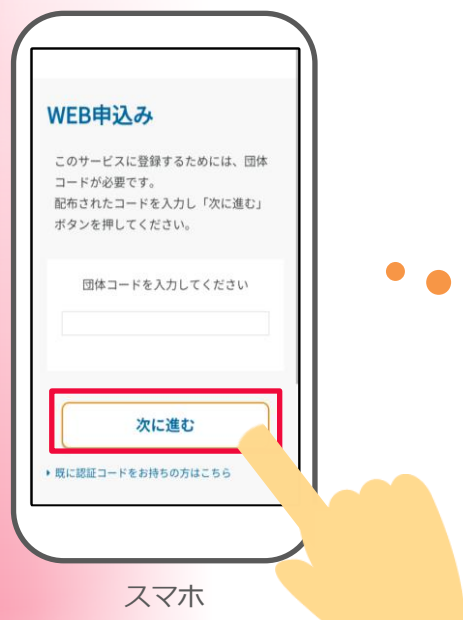 WEB申込み
このサービスに登録するためには、団体
コードが必要です。
配布されたコードを入力し「次に進む」
ボタンを押してください。
団体コードを入力してください
次に進む
既に認証コードをお持ちの方はこちら
スマホ